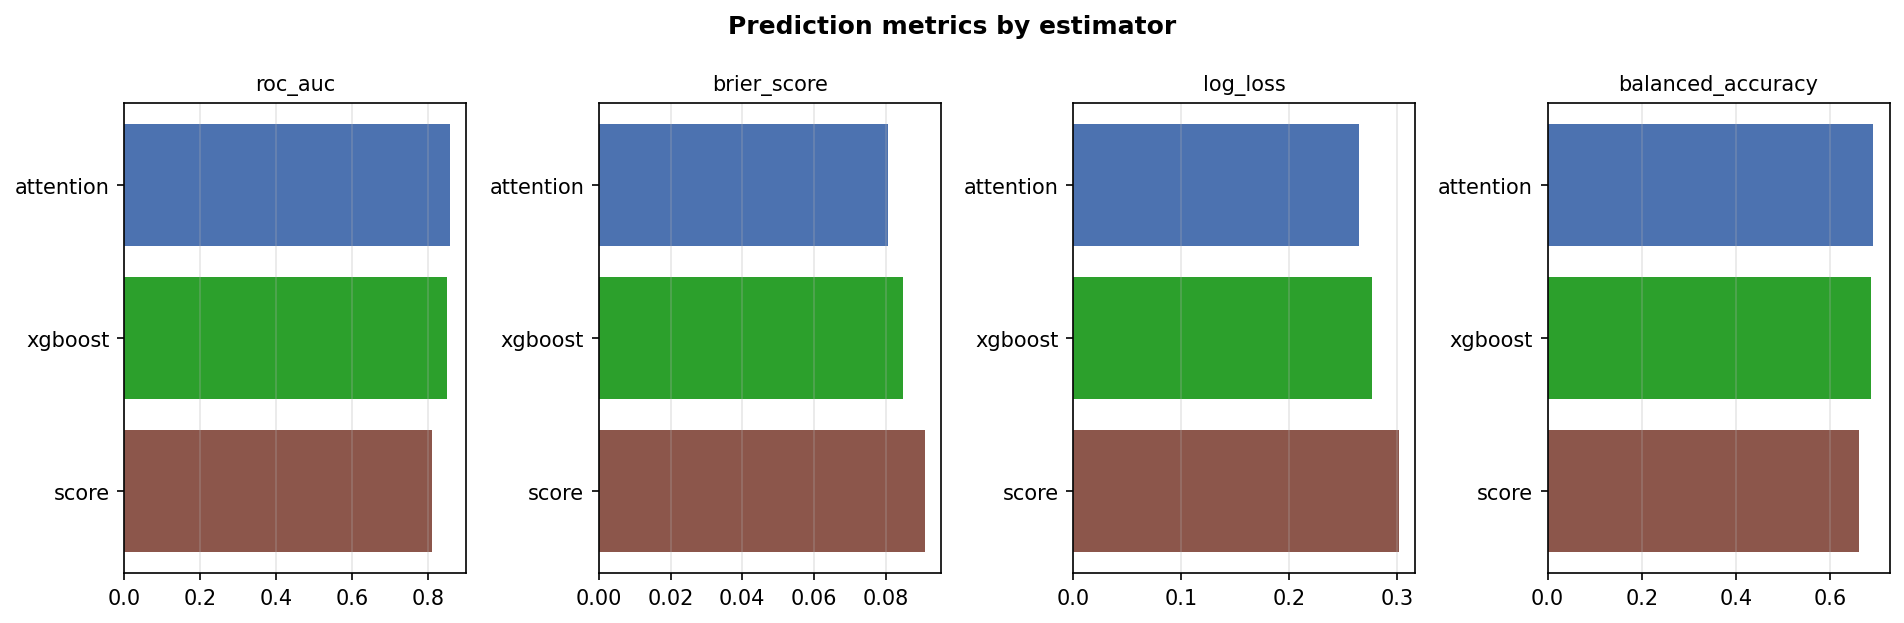 Prediction metrics by estimator
roc_auc
attention
xgboost
score
0.0 0.2 0.4 0.6 0.8
brier_score
attention
xgboost
score
0.00 0.02 0.04 0.06 0.08
log_loss
attention
xgboost
score
0.0 0.1 0.2 0.3
balanced_accuracy
attention
xgboost
score
0.0 0.2 0.4 0.6